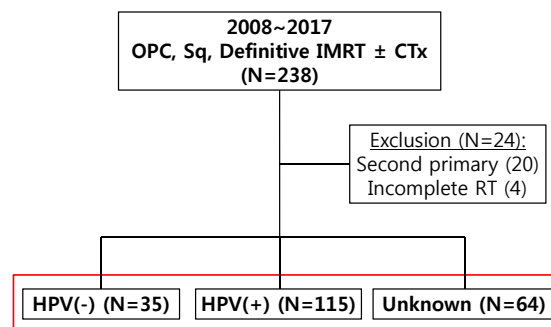 2008~2017
OPC, Sq, Definitive IMRT ± CTx
(N=238)
Exclusion (N=24):
Second primary (20)
Incomplete RT (4)
HPV(-) (N=35)
HPV(+) (N=115)
Unknown (N=64)